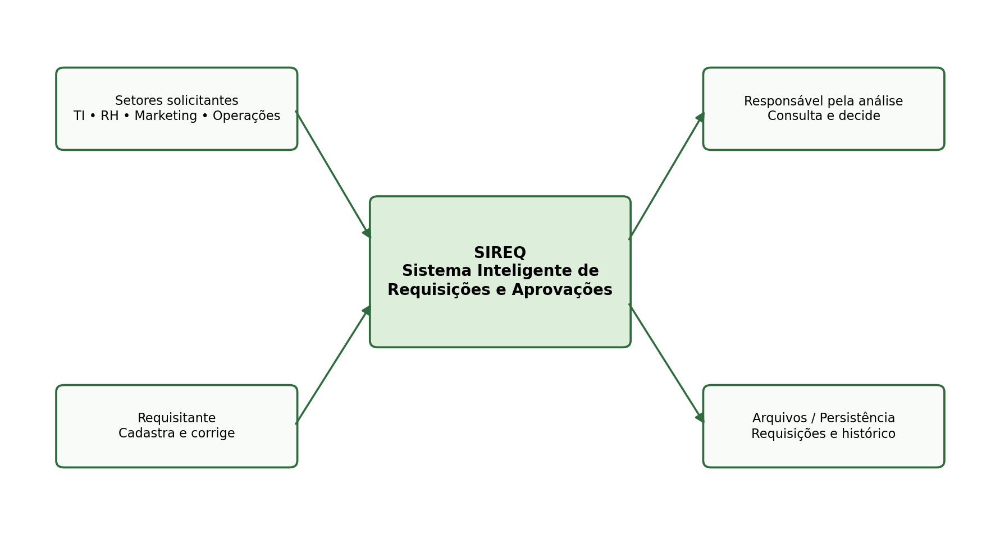 Setores solicitantes
TI • RH • Marketing • Operações
Responsável pela análise
Consulta e decide
SIREQ
Sistema Inteligente de
Requisições e Aprovações
Requisitante
Cadastra e corrige
Arquivos / Persistência
Requisições e histórico